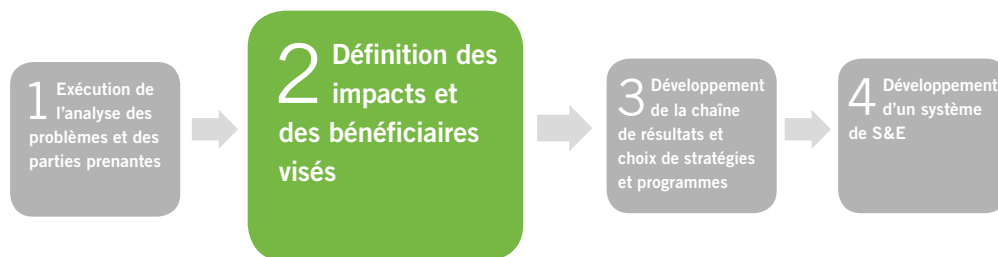 1 Exécution de
l'analyse des
problèmes et des
parties prenantes
2 Définition des
impacts et
des bénéficiaires
visés
3 Développement
de la chaîne
de résultats et
choix de stratégies
et programmes
4 Développement
d'un système
de S&E